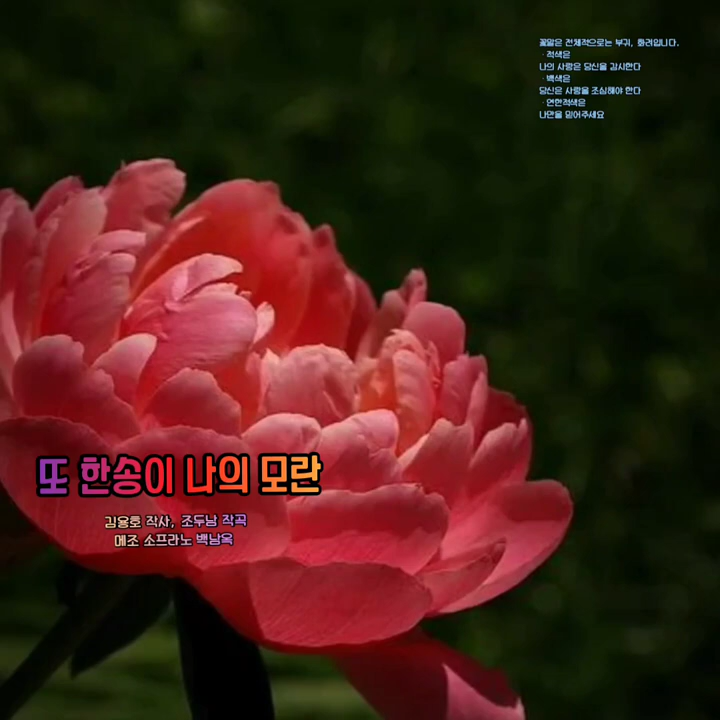 꽃말은 전체적으로는 부귀, 화려입니다.
· 적색은
나의 사랑은 당신을 감시한다
· 백색은
당신은 사랑을 조심해야 한다
· 연한적색은
나만을 믿어주세요
또 한송이 나의 모란
김용호 작사, 조두남 작곡
메조 소프라노 백남옥